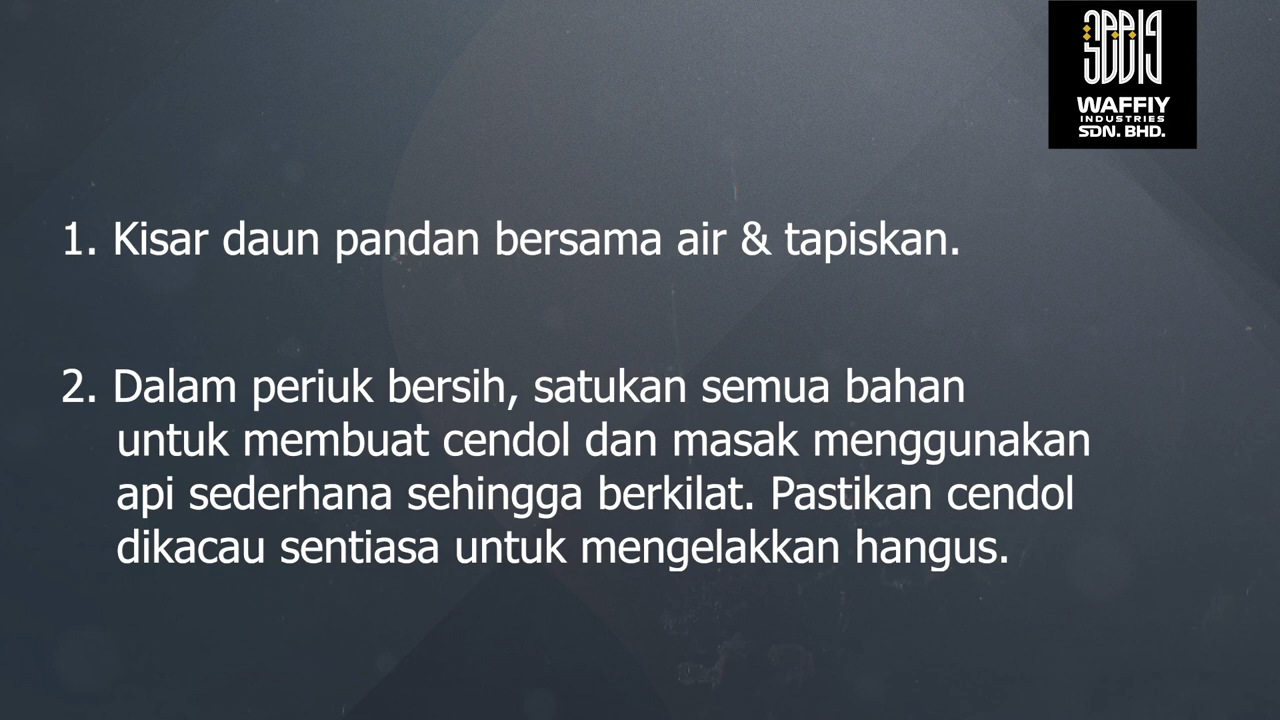 WAFFIY
INDUSTRIES
SDN. BHD.
1. Kisar daun pandan bersama air & tapiskan.
2. Dalam periuk bersih, satukan semua bahan
untuk membuat cendol dan masak menggunakan
api sederhana sehingga berkilat. Pastikan cendol
dikacau sentiasa untuk mengelakkan hangus.